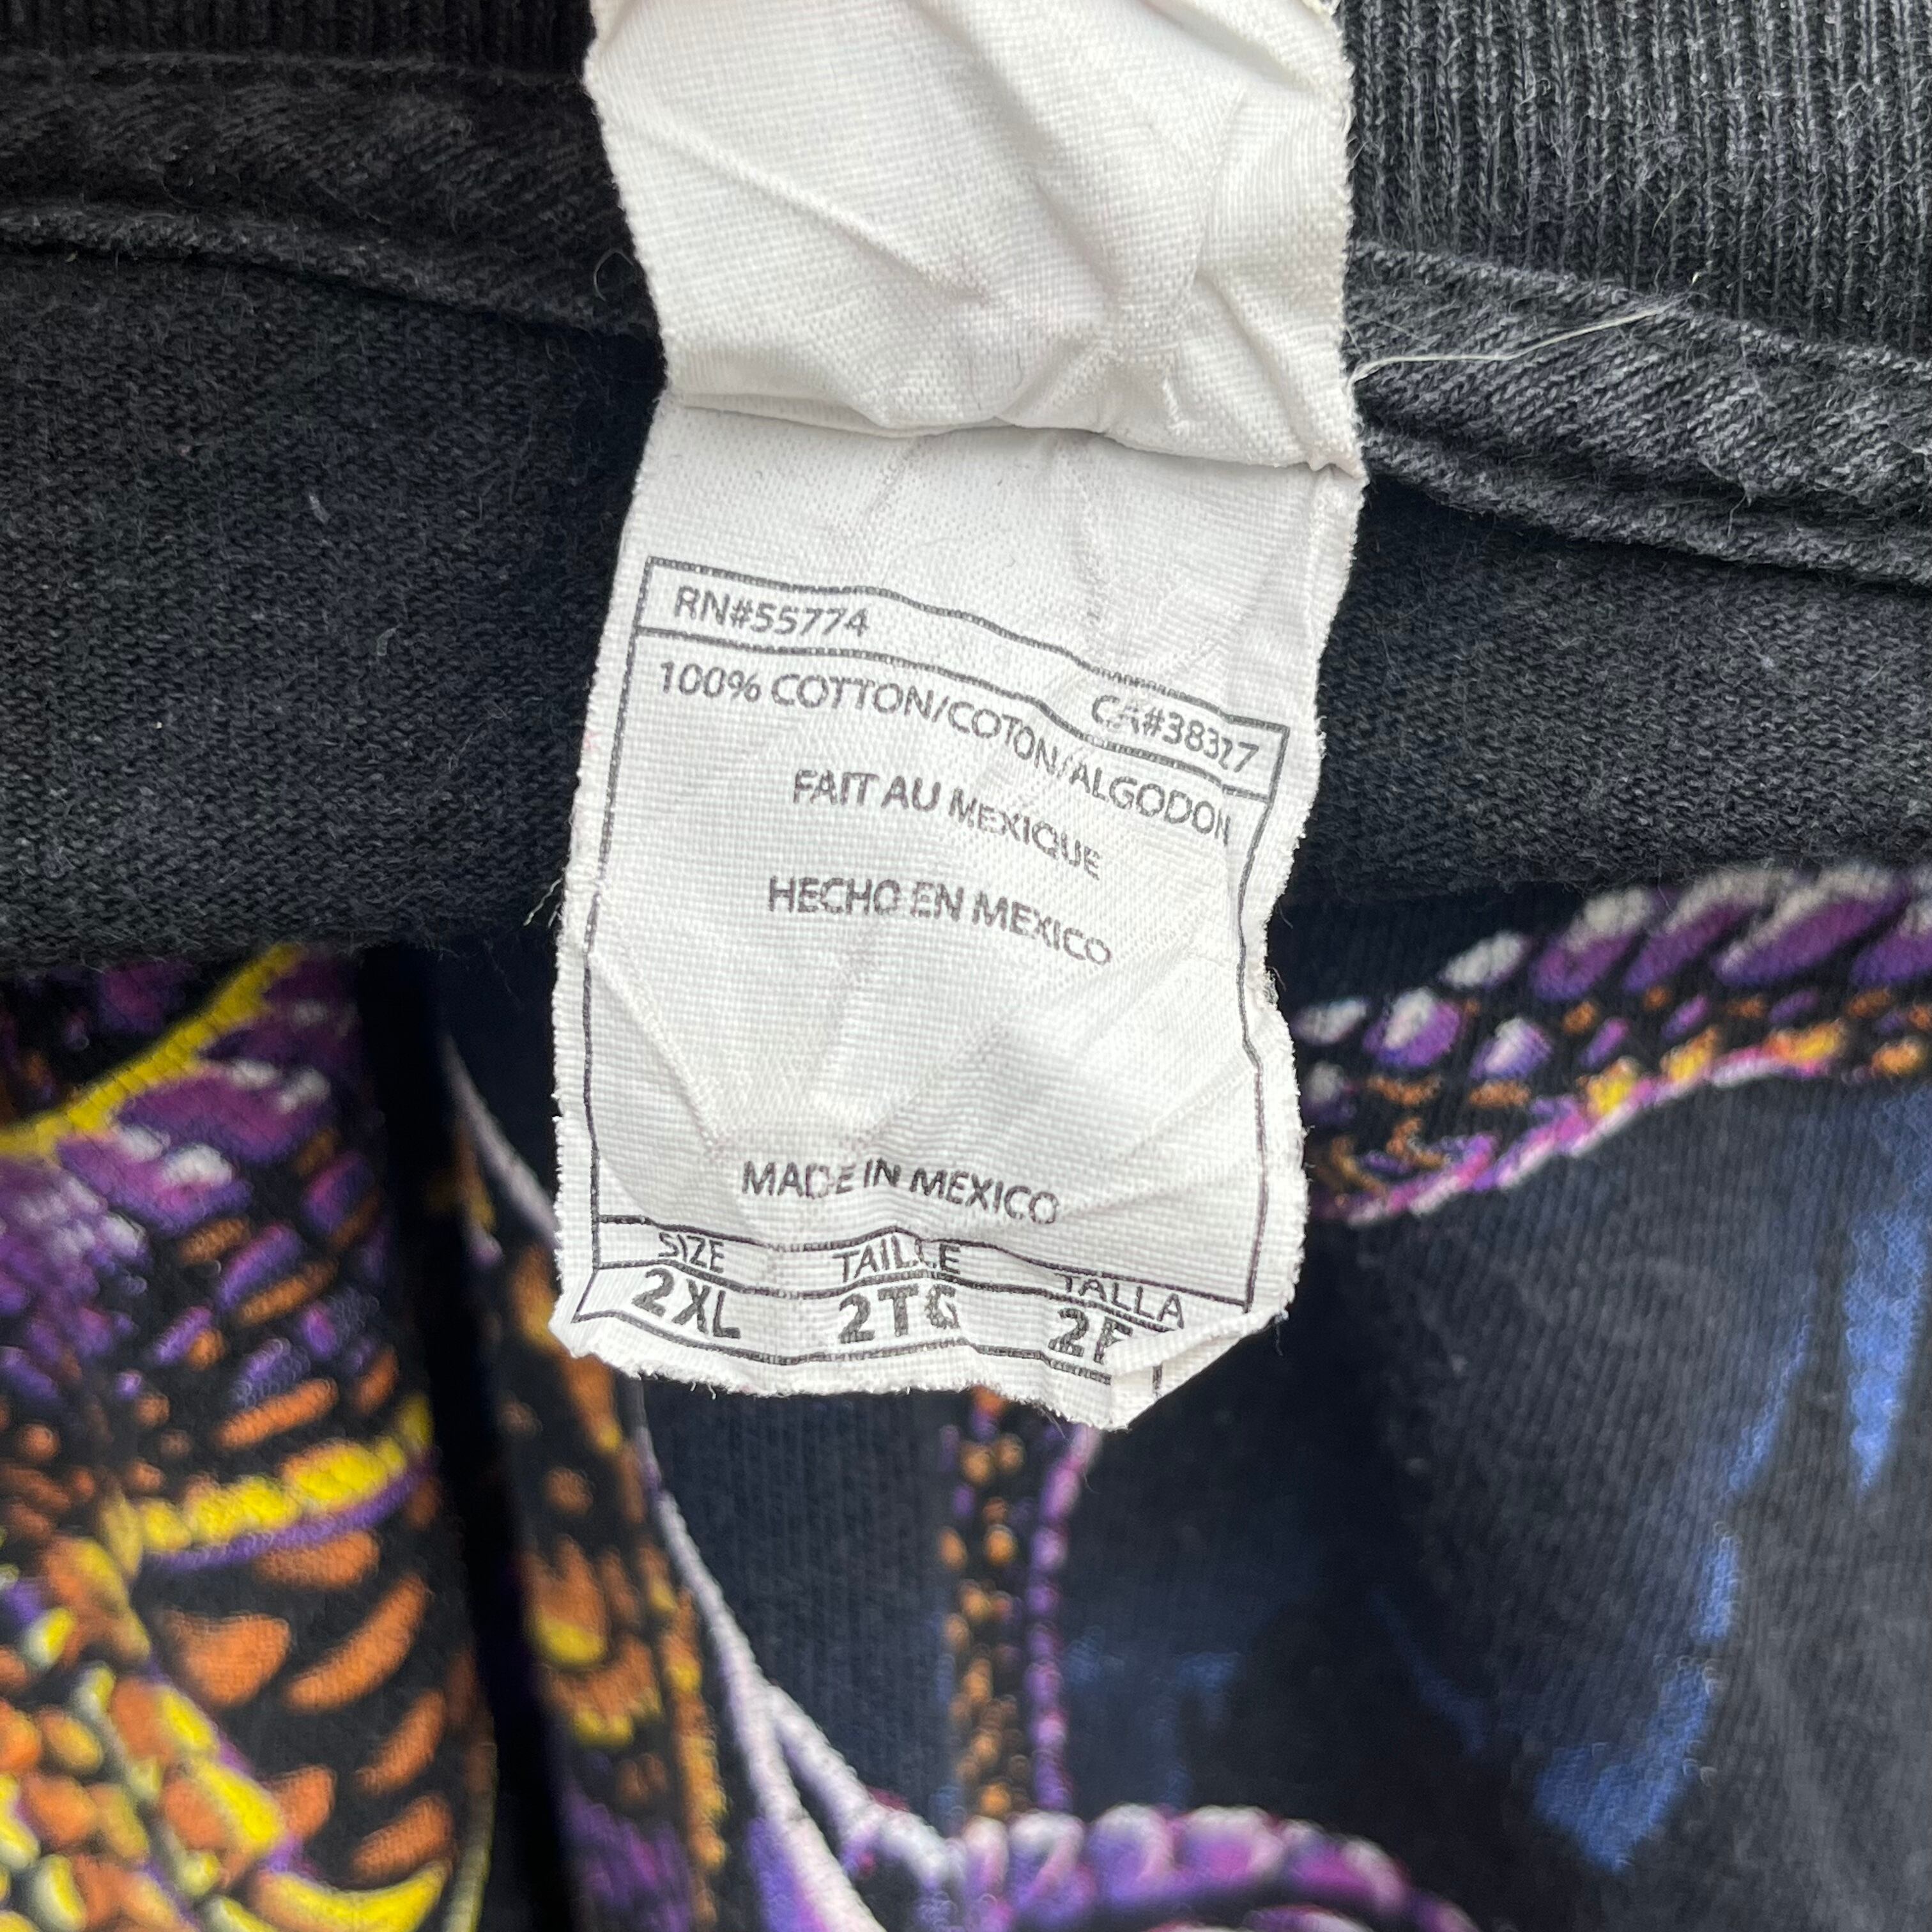 RN#55774 CA#38327
100% COTTON/COTON/ALGODON
FAIT AU MEXIQUE
HECHO EN MEXICO
MADE IN MEXICO
SIZE TAILLE TALLA
2XL 2TG